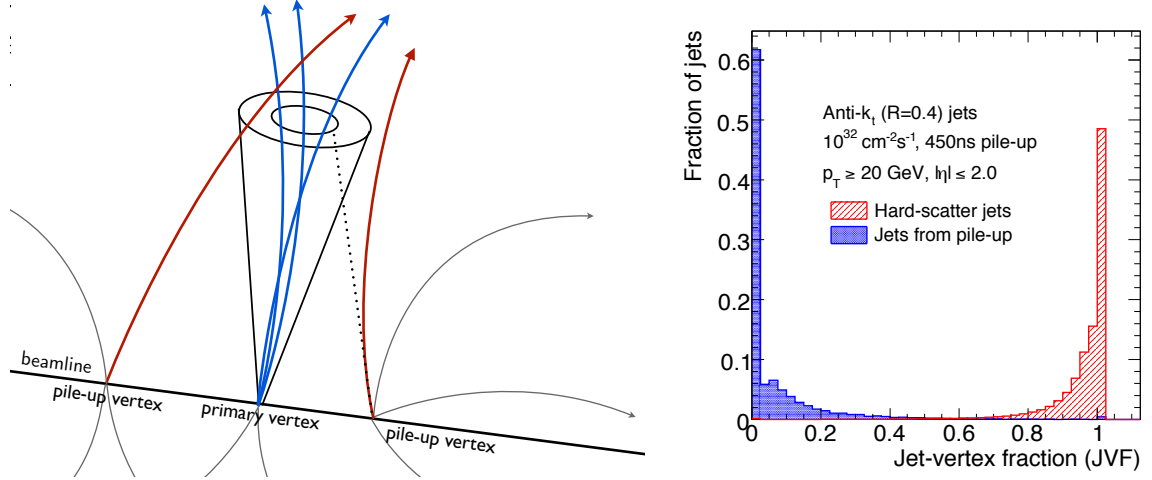 beamline
pile-up vertex
primary vertex
pile-up vertex
Fraction of jets
0.6
0.5
0.4
0.3
0.2
0.1
0
Anti-kₜ (R=0.4) jets
10³² cm⁻²s⁻¹, 450ns pile-up
p_T ≥ 20 GeV, |η| ≤ 2.0
Hard-scatter jets
Jets from pile-up
0 0.2 0.4 0.6 0.8 1
Jet-vertex fraction (JVF)